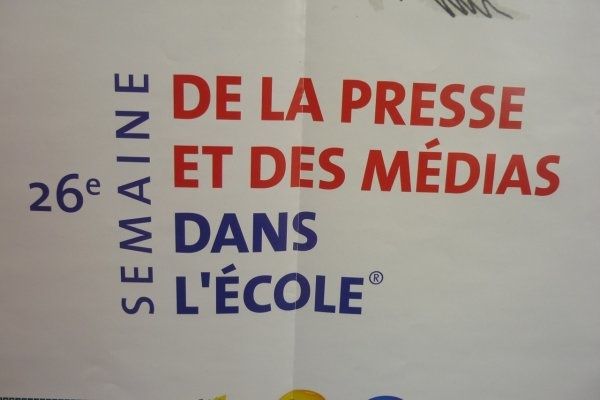 26e
SEMAINE
DE LA PRESSE
ET DES MÉDIAS
DANS
L'ÉCOLE®